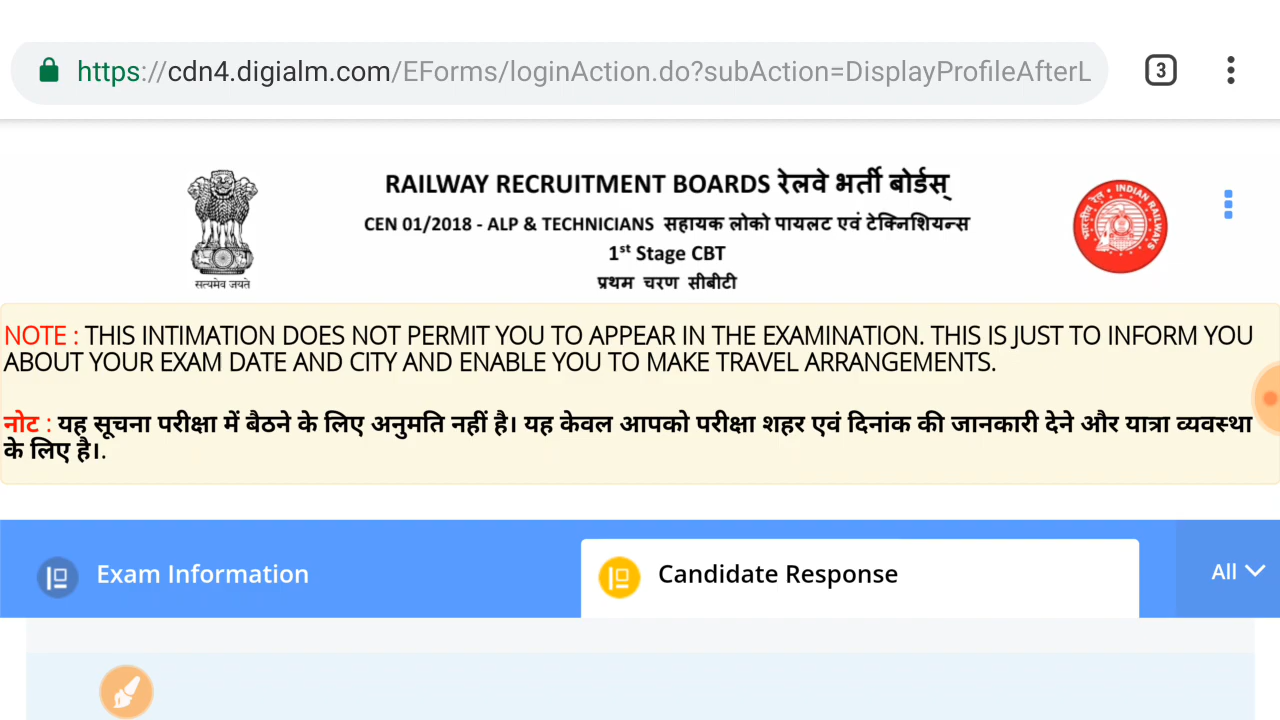 https://cdn4.digialm.com/EForms/loginAction.do?subAction=DisplayProfileAfterL
3
RAILWAY RECRUITMENT BOARDS रेलवे भर्ती बोर्डस्
CEN 01/2018 - ALP & TECHNICIANS सहायक लोको पायलट एवं टेक्निशियन्स
1st Stage CBT
प्रथम चरण सीबीटी
सत्यमेव जयते
भारतीय रेल • INDIAN RAILWAYS
NOTE : THIS INTIMATION DOES NOT PERMIT YOU TO APPEAR IN THE EXAMINATION. THIS IS JUST TO INFORM YOU
ABOUT YOUR EXAM DATE AND CITY AND ENABLE YOU TO MAKE TRAVEL ARRANGEMENTS.
नोट : यह सूचना परीक्षा में बैठने के लिए अनुमति नहीं है। यह केवल आपको परीक्षा शहर एवं दिनांक की जानकारी देने और यात्रा व्यवस्था
के लिए है।.
Exam Information
Candidate Response
All